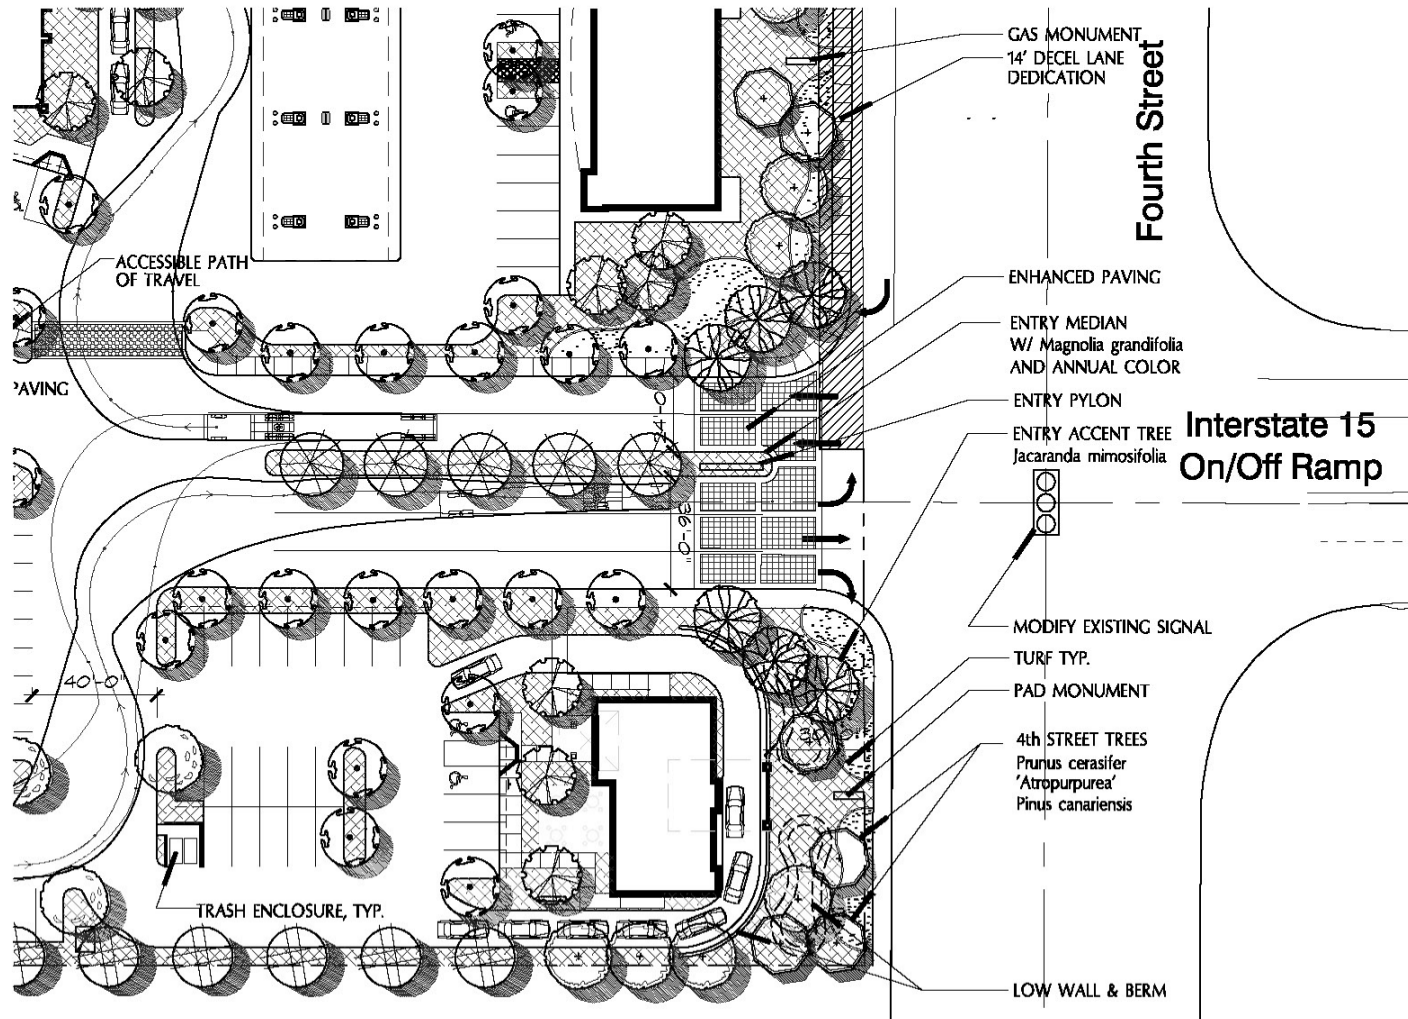 GAS MONUMENT
14' DECEL LANE
DEDICATION
Fourth Street
ACCESSIBLE PATH
OF TRAVEL
ENHANCED PAVING
ENTRY MEDIAN
W/ Magnolia grandifolia
AND ANNUAL COLOR
PAVING
ENTRY PYLON
24'-0
ENTRY ACCENT TREE
Jacaranda mimosifolia
Interstate 15
On/Off Ramp
36'-0"
MODIFY EXISTING SIGNAL
TURF TYP.
40'-0"
PAD MONUMENT
4th STREET TREES
Prunus cerasifer
'Atropurpurea'
Pinus canariensis
TRASH ENCLOSURE, TYP.
LOW WALL & BERM